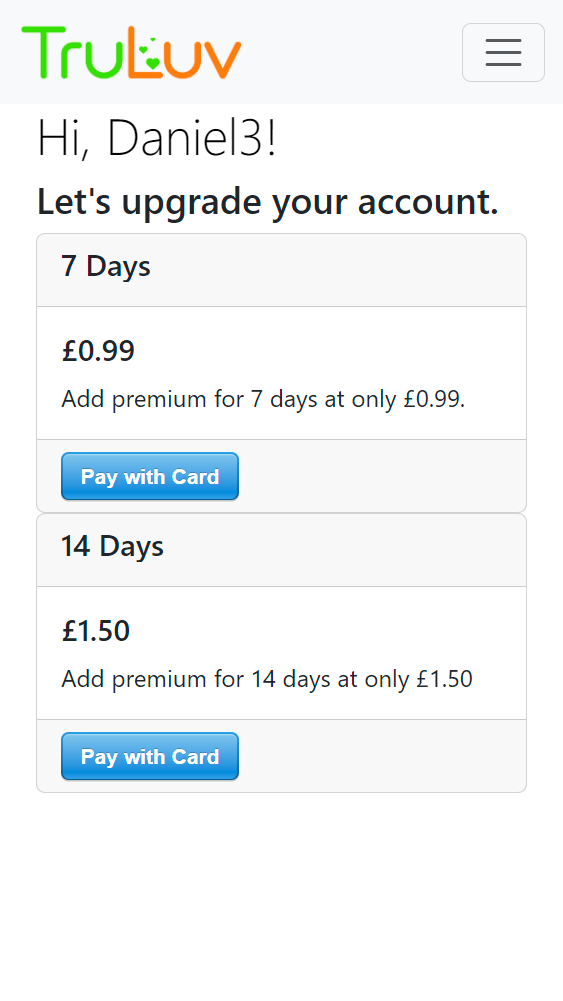 TruLuv
Hi, Daniel3!
Let's upgrade your account.
7 Days
£0.99
Add premium for 7 days at only £0.99.
Pay with Card
14 Days
£1.50
Add premium for 14 days at only £1.50
Pay with Card